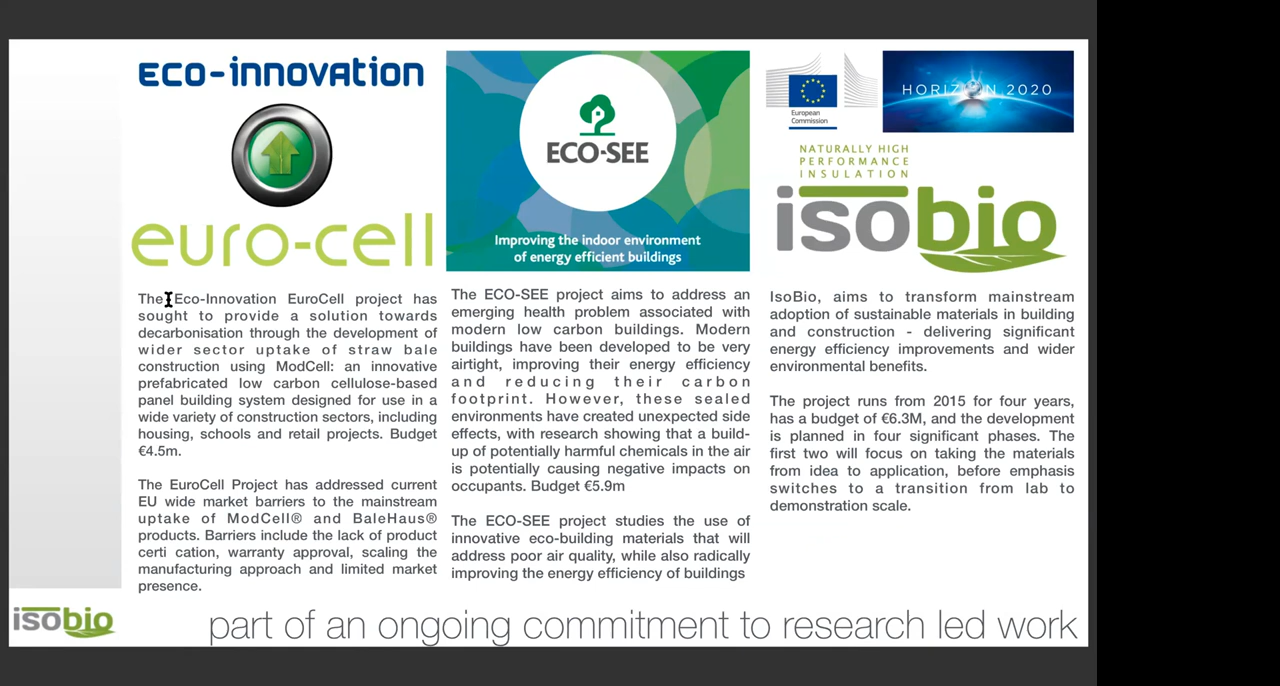 ECO-innovation
euro-cell
The Eco-Innovation EuroCell project has
sought to provide a solution towards
decarbonisation through the development of
wider sector uptake of straw bale
construction using ModCell: an innovative
prefabricated low carbon cellulose-based
panel building system designed for use in a
wide variety of construction sectors, including
housing, schools and retail projects. Budget
€4.5m.
The EuroCell Project has addressed current
EU wide market barriers to the mainstream
uptake of ModCell® and BaleHaus®
products. Barriers include the lack of product
certi cation, warranty approval, scaling the
manufacturing approach and limited market
presence.
ECO-SEE
Improving the indoor environment
of energy efficient buildings
The ECO-SEE project aims to address an
emerging health problem associated with
modern low carbon buildings. Modern
buildings have been developed to be very
airtight, improving their energy efficiency
and reducing their carbon
footprint. However, these sealed
environments have created unexpected side
effects, with research showing that a build-
up of potentially harmful chemicals in the air
is potentially causing negative impacts on
occupants. Budget €5.9m
The ECO-SEE project studies the use of
innovative eco-building materials that will
address poor air quality, while also radically
improving the energy efficiency of buildings
European
Commission
HORIZON 2020
NATURALLY HIGH
PERFORMANCE
INSULATION
isobio
IsoBio, aims to transform mainstream
adoption of sustainable materials in building
and construction - delivering significant
energy efficiency improvements and wider
environmental benefits.
The project runs from 2015 for four years,
has a budget of €6.3M, and the development
is planned in four significant phases. The
first two will focus on taking the materials
from idea to application, before emphasis
switches to a transition from lab to
demonstration scale.
isobio
part of an ongoing commitment to research led work